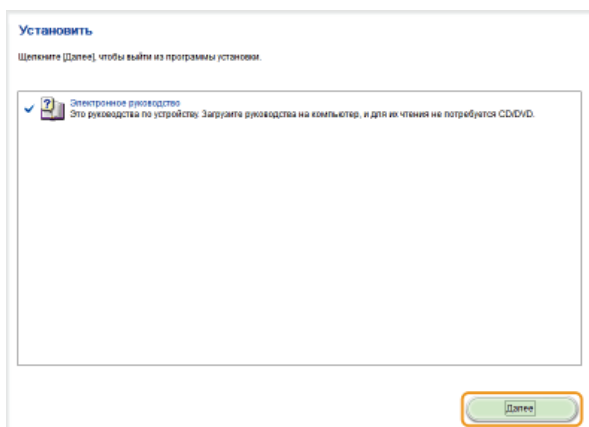 Установить
Щелкните [Далее], чтобы выйти из программы установки.
Электронное руководство
Это руководства по устройству. Загрузите руководства на компьютер, и для их чтения не потребуется CD/DVD.
Далее